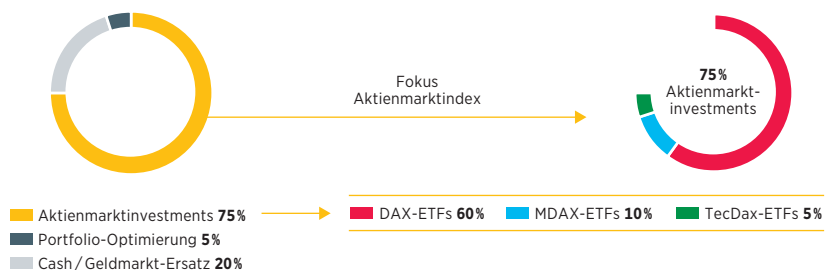 Fokus
Aktienmarktindex
75%
Aktienmarkt-
investments
Aktienmarktinvestments 75%
DAX-ETFs 60%
MDAX-ETFs 10%
TecDax-ETFs 5%
Portfolio-Optimierung 5%
Cash / Geldmarkt-Ersatz 20%